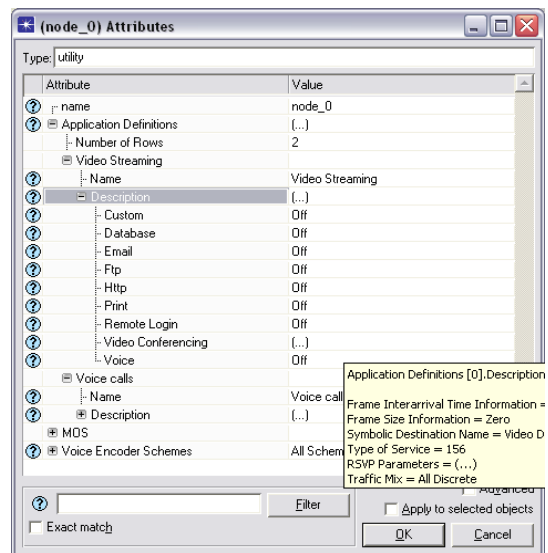 (node_0) Attributes
Type: utility
Attribute Value
name node_0
Application Definitions (...)
Number of Rows 2
Video Streaming
Name Video Streaming
Description (...)
Custom Off
Database Off
Email Off
Ftp Off
Http Off
Print Off
Remote Login Off
Video Conferencing (...)
Voice Off
Voice calls
Name Voice call
Description (...)
MOS
Voice Encoder Schemes All Schem
Application Definitions [0].Description
Frame Interarrival Time Information =
Frame Size Information = Zero
Symbolic Destination Name = Video D
Type of Service = 156
RSVP Parameters = (...)
Traffic Mix = All Discrete
Advanced
Filter
Apply to selected objects
Exact match
OK Cancel